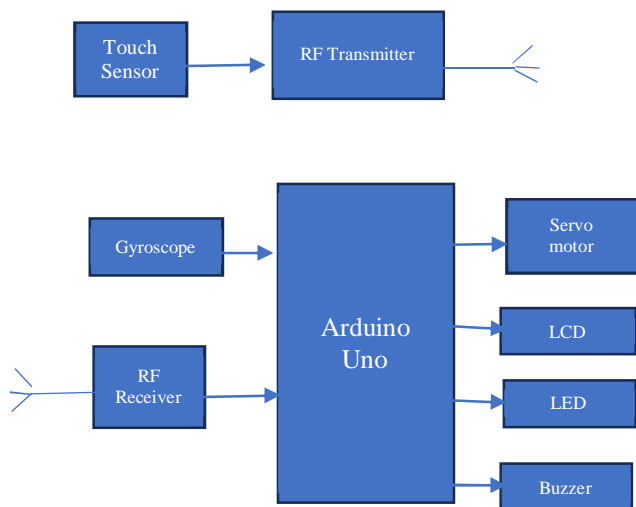 Touch
Sensor
RF Transmitter
Gyroscope
RF
Receiver
Arduino
Uno
Servo
motor
LCD
LED
Buzzer